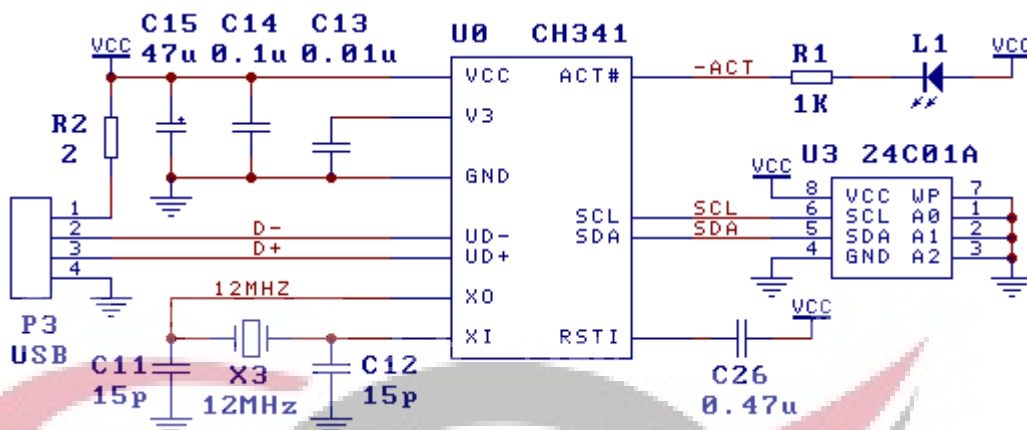 C15 C14 C13
VCC 47u 0.1u 0.01u
U0 CH341
R1
L1
VCC
VCC
ACT#
-ACT
1K
R2
2
V3
GND
U3 24C01A
VCC
8 VCC WP 7
6 SCL A0 1
5 SDA A1 2
4 GND A2 3
SCL
SCL
SDA
SDA
1
2
3
4
D-
D+
UD-
UD+
12MHZ
XO
XI
RSTI
VCC
P3
USB
C11
15p
X3
12MHz
C12
15p
C26
0.47u